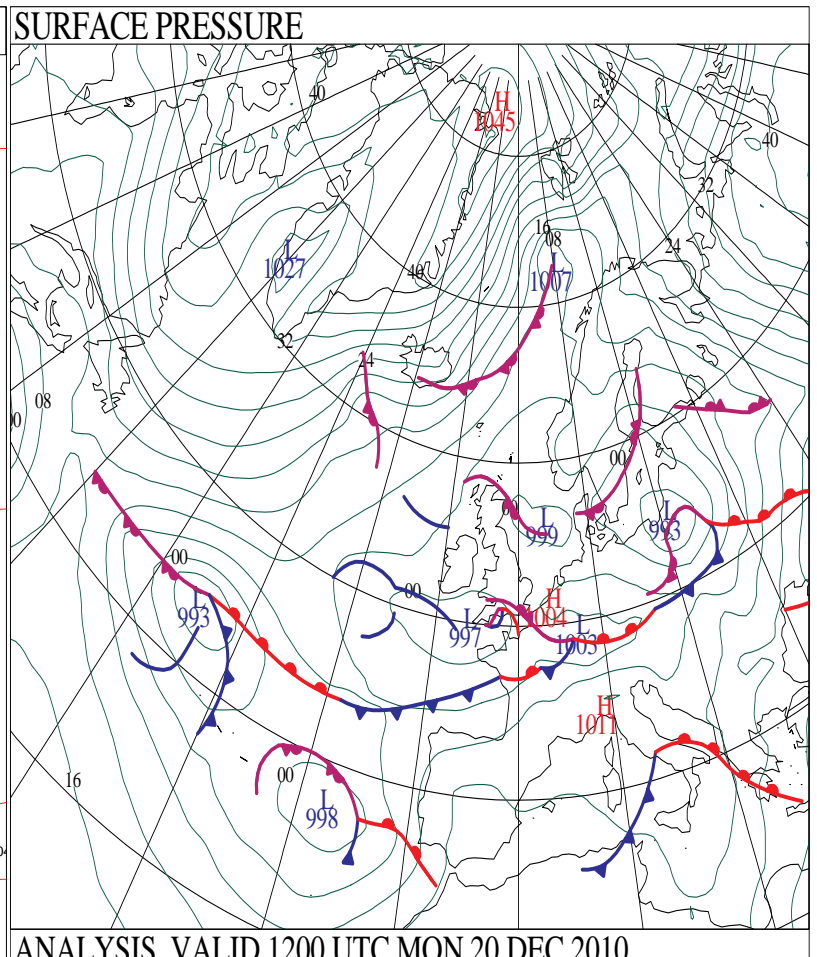 SURFACE PRESSURE
40
H
1045
40
32
16
08
24
L
1027
L
1007
40
32
24
08
00
00
L
999
L
993
00
00
L
993
H
1004
L
997
L
1003
H
1011
16
00
L
998
ANALYSIS VALID 1200 UTC MON 20 DEC 2010